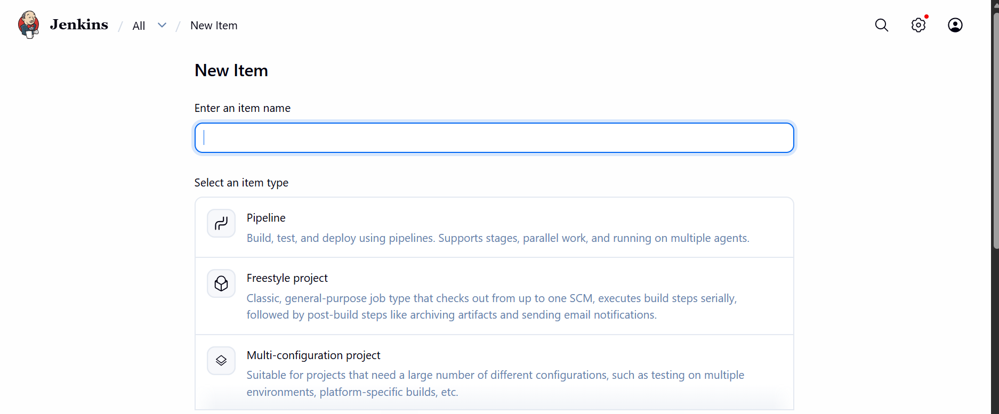 Jenkins / All / New Item
New Item
Enter an item name
Select an item type
Pipeline
Build, test, and deploy using pipelines. Supports stages, parallel work, and running on multiple agents.
Freestyle project
Classic, general-purpose job type that checks out from up to one SCM, executes build steps serially,
followed by post-build steps like archiving artifacts and sending email notifications.
Multi-configuration project
Suitable for projects that need a large number of different configurations, such as testing on multiple
environments, platform-specific builds, etc.